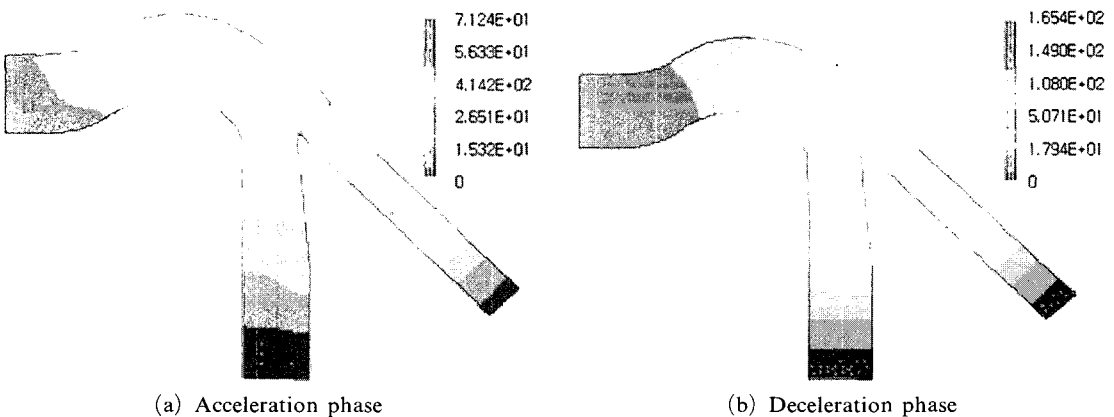 7.124E+01
5.633E+01
4.142E+02
2.651E+01
1.532E+01
0
1.654E+02
1.490E+02
1.080E+02
5.071E+01
1.794E+01
0
(a) Acceleration phase
(b) Deceleration phase